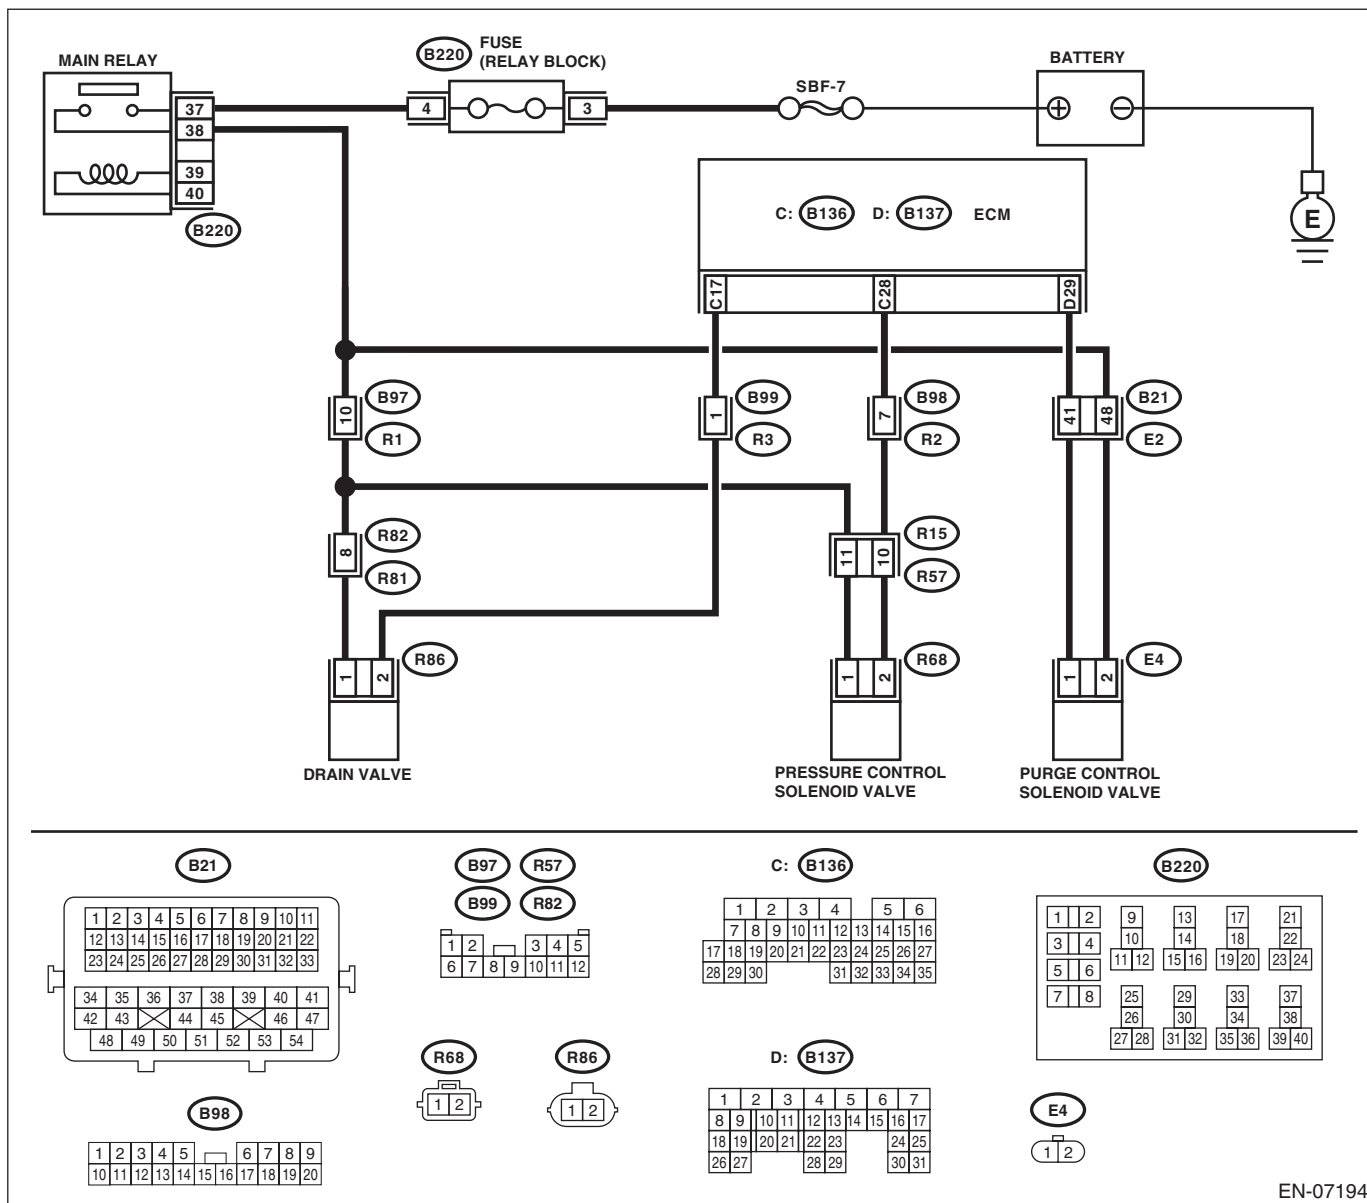 MAIN RELAY
B220
FUSE
(RELAY BLOCK)
SBF-7
BATTERY
37
38
39
40
4
3
B220
E
C: B136 D: B137 ECM
C17
C28
D29
10
B97
R1
1
B99
R3
7
B98
R2
41
48
B21
E2
8
R82
R81
11
10
R15
R57
1
2
R86
1
2
R68
1
2
E4
DRAIN VALVE
PRESSURE CONTROL
SOLENOID VALVE
PURGE CONTROL
SOLENOID VALVE
B21
1 2 3 4 5 6 7 8 9 10 11
12 13 14 15 16 17 18 19 20 21 22
23 24 25 26 27 28 29 30 31 32 33
34 35 36 37 38 39 40 41
42 43 44 45 46 47
48 49 50 51 52 53 54
B98
1 2 3 4 5 6 7 8 9
10 11 12 13 14 15 16 17 18 19 20
B97 R57
B99 R82
1 2 3 4 5
6 7 8 9 10 11 12
R68
1 2
R86
1 2
C: B136
1 2 3 4 5 6
7 8 9 10 11 12 13 14 15 16
17 18 19 20 21 22 23 24 25 26 27
28 29 30 31 32 33 34 35
D: B137
1 2 3 4 5 6 7
8 9 10 11 12 13 14 15 16 17
18 19 20 21 22 23 24 25
26 27 28 29 30 31
B220
1 2 9 13 17 21
3 4 10 14 18 22
5 6 11 12 15 16 19 20 23 24
7 8 25 29 33 37
26 30 34 38
27 28 31 32 35 36 39 40
E4
1 2
EN-07194